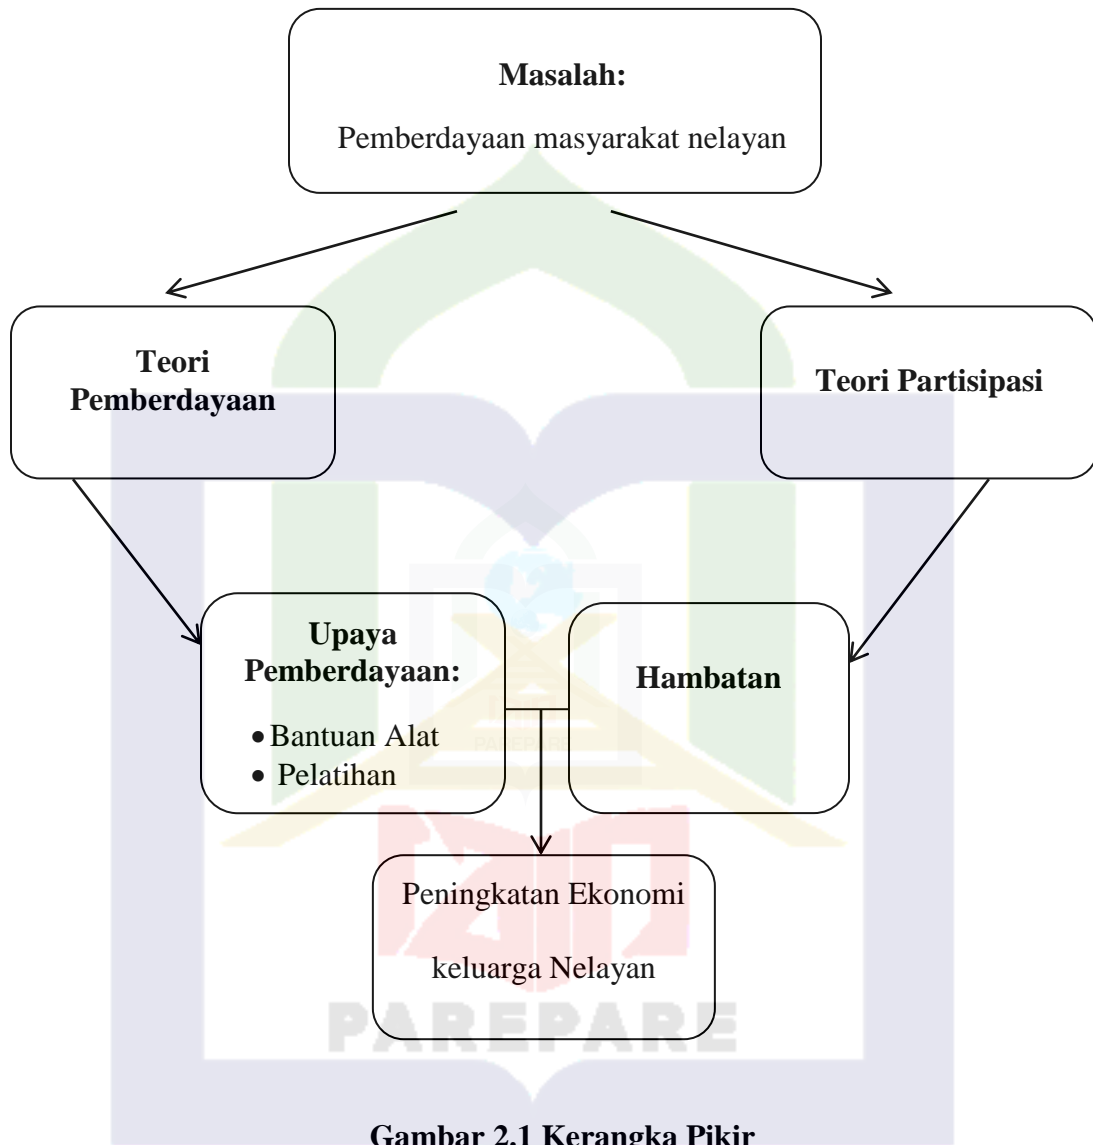 Masalah:
Pemberdayaan masyarakat nelayan
Teori
Pemberdayaan
Teori Partisipasi
Upaya
Pemberdayaan:
• Bantuan Alat
• Pelatihan
Hambatan
PAREPARE
Peningkatan Ekonomi
keluarga Nelayan
PAREPARE
Gambar 2.1 Kerangka Pikir